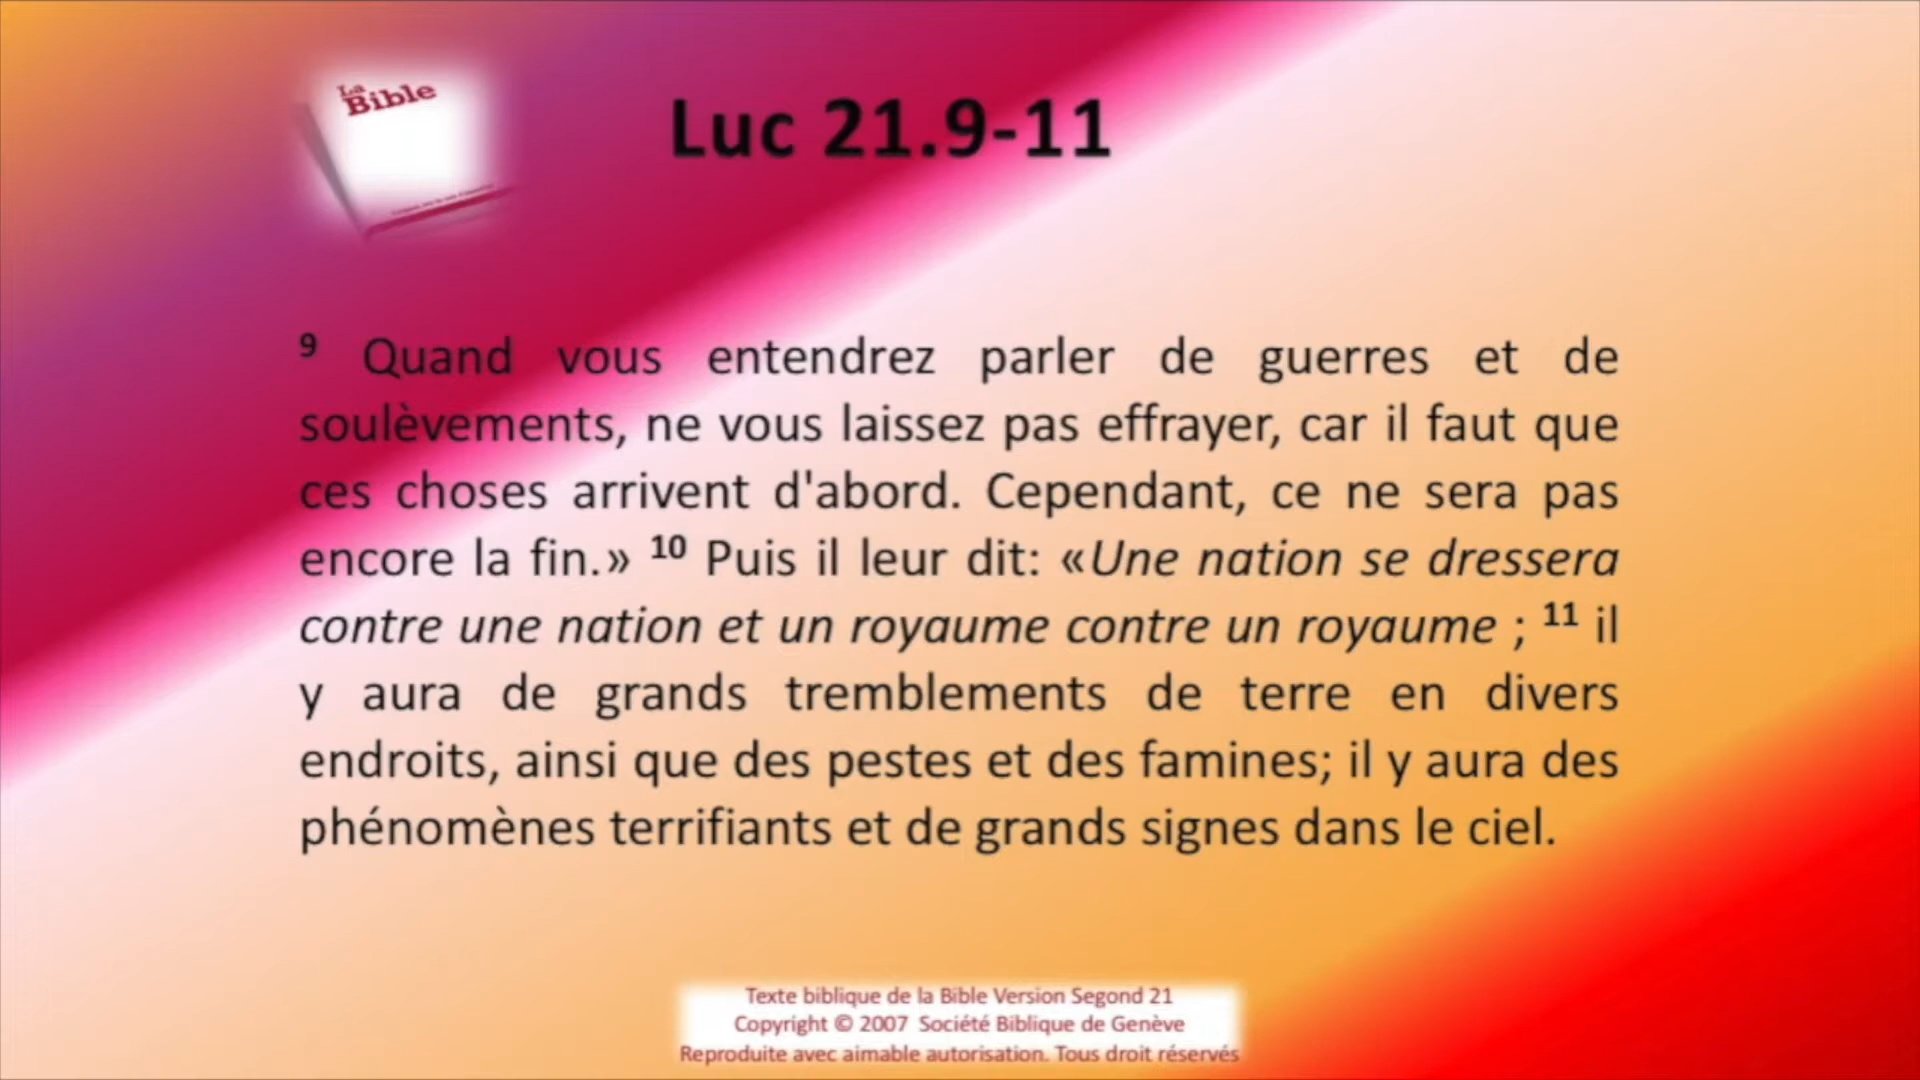 La
Bible
Luc 21.9-11
9 Quand vous entendrez parler de guerres et de
soulèvements, ne vous laissez pas effrayer, car il faut que
ces choses arrivent d'abord. Cependant, ce ne sera pas
encore la fin.» 10 Puis il leur dit: «Une nation se dressera
contre une nation et un royaume contre un royaume ; 11 il
y aura de grands tremblements de terre en divers
endroits, ainsi que des pestes et des famines; il y aura des
phénomènes terrifiants et de grands signes dans le ciel.
Texte biblique de la Bible Version Segond 21
Copyright © 2007 Société Biblique de Genève
Reproduite avec aimable autorisation. Tous droit réservés